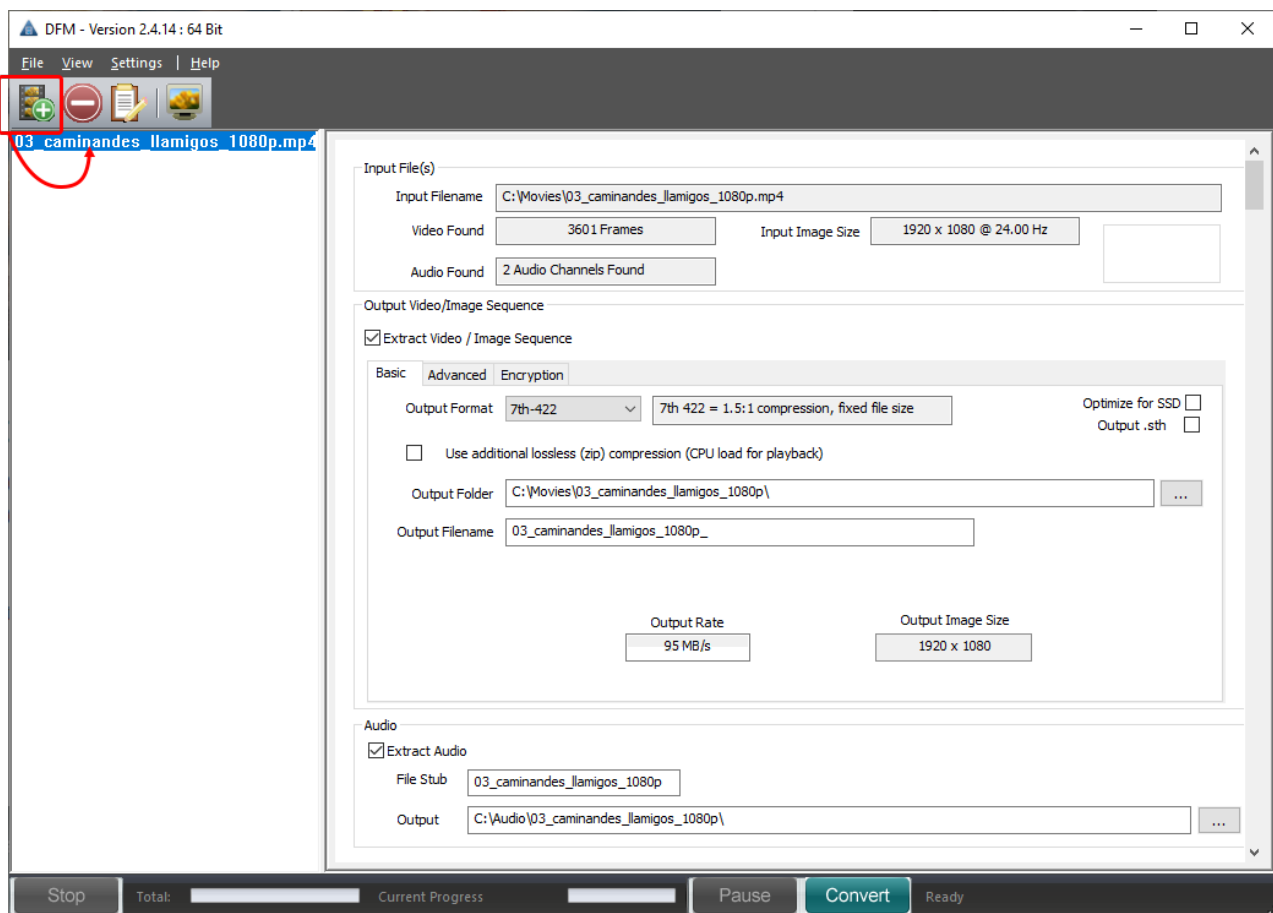 DFM - Version 2.4.14 : 64 Bit
File View Settings | Help
03_caminandes_llamigos_1080p.mp4
Input File(s)
Input Filename C:\Movies\03_caminandes_llamigos_1080p.mp4
Video Found 3601 Frames Input Image Size 1920 x 1080 @ 24.00 Hz
Audio Found 2 Audio Channels Found
Output Video/Image Sequence
Extract Video / Image Sequence
Basic Advanced Encryption
Output Format 7th-422 7th 422 = 1.5:1 compression, fixed file size Optimize for SSD
Output .sth
Use additional lossless (zip) compression (CPU load for playback)
Output Folder C:\Movies\03_caminandes_llamigos_1080p\ ...
Output Filename 03_caminandes_llamigos_1080p_
Output Rate Output Image Size
95 MB/s 1920 x 1080
Audio
Extract Audio
File Stub 03_caminandes_llamigos_1080p
Output C:\Audio\03_caminandes_llamigos_1080p\ ...
Stop Total: Current Progress Pause Convert Ready